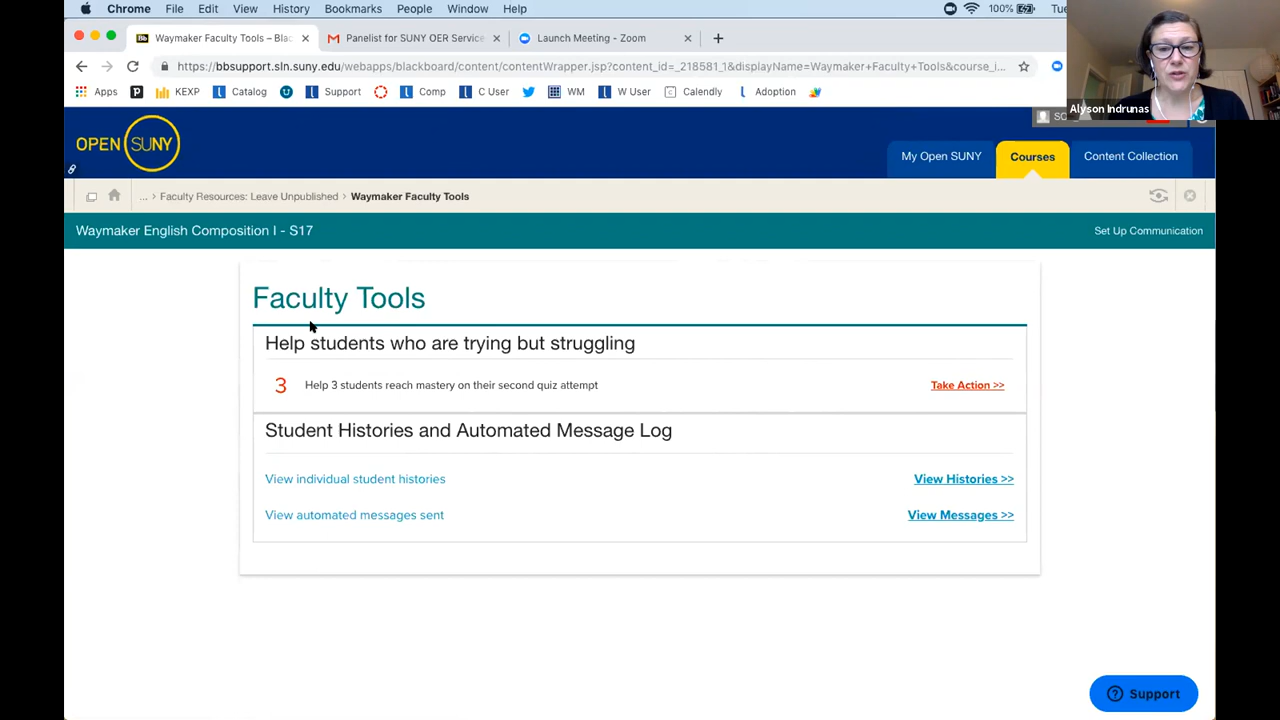 Chrome File Edit View History Bookmarks People Window Help 100% Tue
Waymaker Faculty Tools – Blac
Panelist for SUNY OER Service
Launch Meeting - Zoom
https://bbsupport.sln.suny.edu/webapps/blackboard/content/contentWrapper.jsp?content_id=_218581_1&displayName=Waymaker+Faculty+Tools&course_i...
Apps KEXP Catalog Support Comp C User WM W User Calendly Adoption
Alyson Indrunas
OPEN SUNY
My Open SUNY Courses Content Collection
... > Faculty Resources: Leave Unpublished > Waymaker Faculty Tools
Waymaker English Composition I - S17
Set Up Communication
Faculty Tools
Help students who are trying but struggling
3 Help 3 students reach mastery on their second quiz attempt Take Action >>
Student Histories and Automated Message Log
View individual student histories View Histories >>
View automated messages sent View Messages >>
Support